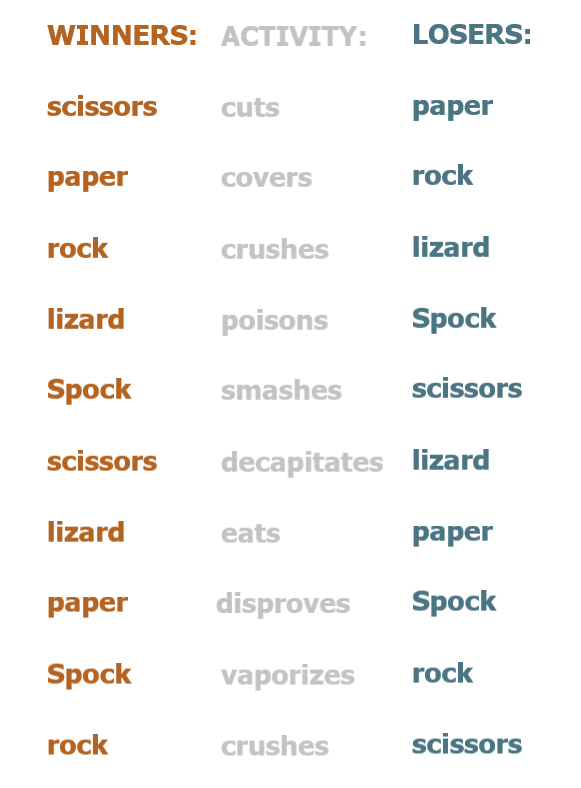 WINNERS: ACTIVITY: LOSERS:
scissors cuts paper
paper covers rock
rock crushes lizard
lizard poisons Spock
Spock smashes scissors
scissors decapitates lizard
lizard eats paper
paper disproves Spock
Spock vaporizes rock
rock crushes scissors